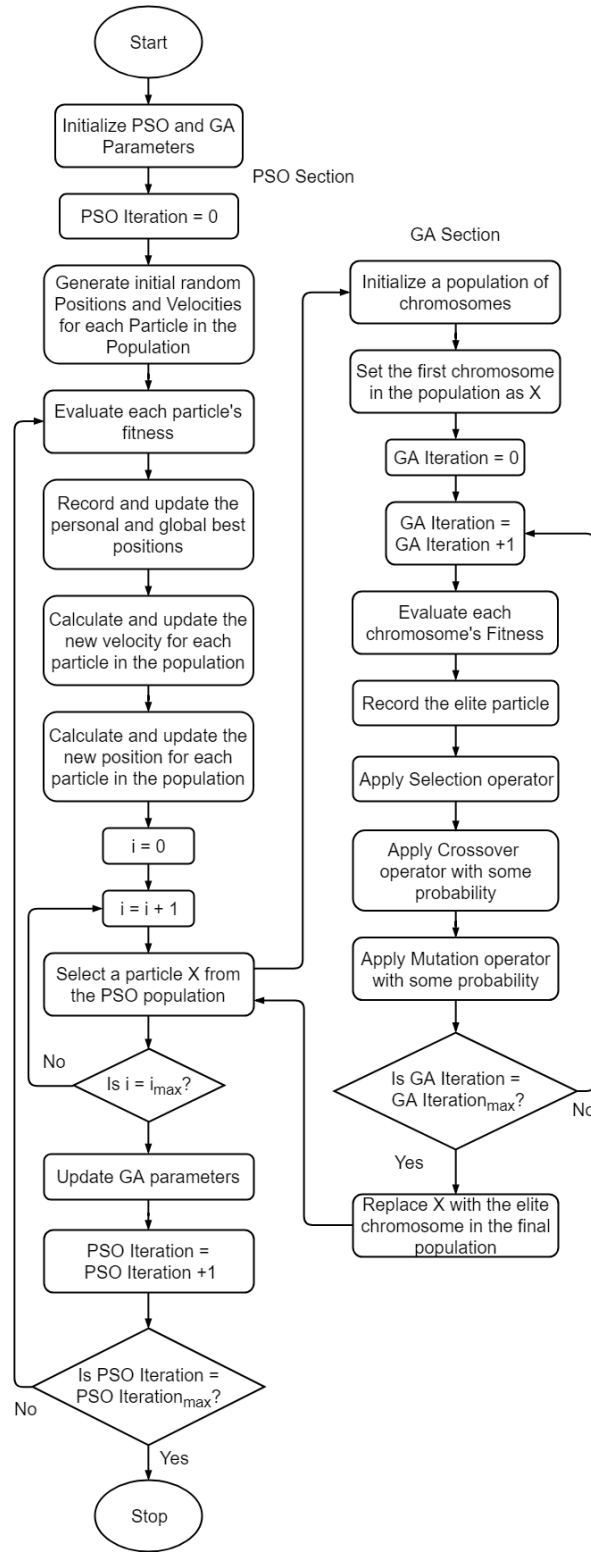 Start
Initialize PSO and GA
Parameters
PSO Section
PSO Iteration = 0
Generate initial random
Positions and Velocities
for each Particle in the
Population
Evaluate each particle's
fitness
Record and update the
personal and global best
positions
Calculate and update the
new velocity for each
particle in the population
Calculate and update the
new position for each
particle in the population
i = 0
i = i + 1
Select a particle X from
the PSO population
No
Is i = imax?
Update GA parameters
PSO Iteration =
PSO Iteration +1
Is PSO Iteration =
PSO Iterationmax?
No
Yes
Stop
GA Section
Initialize a population of
chromosomes
Set the first chromosome
in the population as X
GA Iteration = 0
GA Iteration =
GA Iteration +1
Evaluate each
chromosome's Fitness
Record the elite particle
Apply Selection operator
Apply Crossover
operator with some
probability
Apply Mutation operator
with some probability
Is GA Iteration =
GA Iterationmax?
No
Yes
Replace X with the elite
chromosome in the final
population